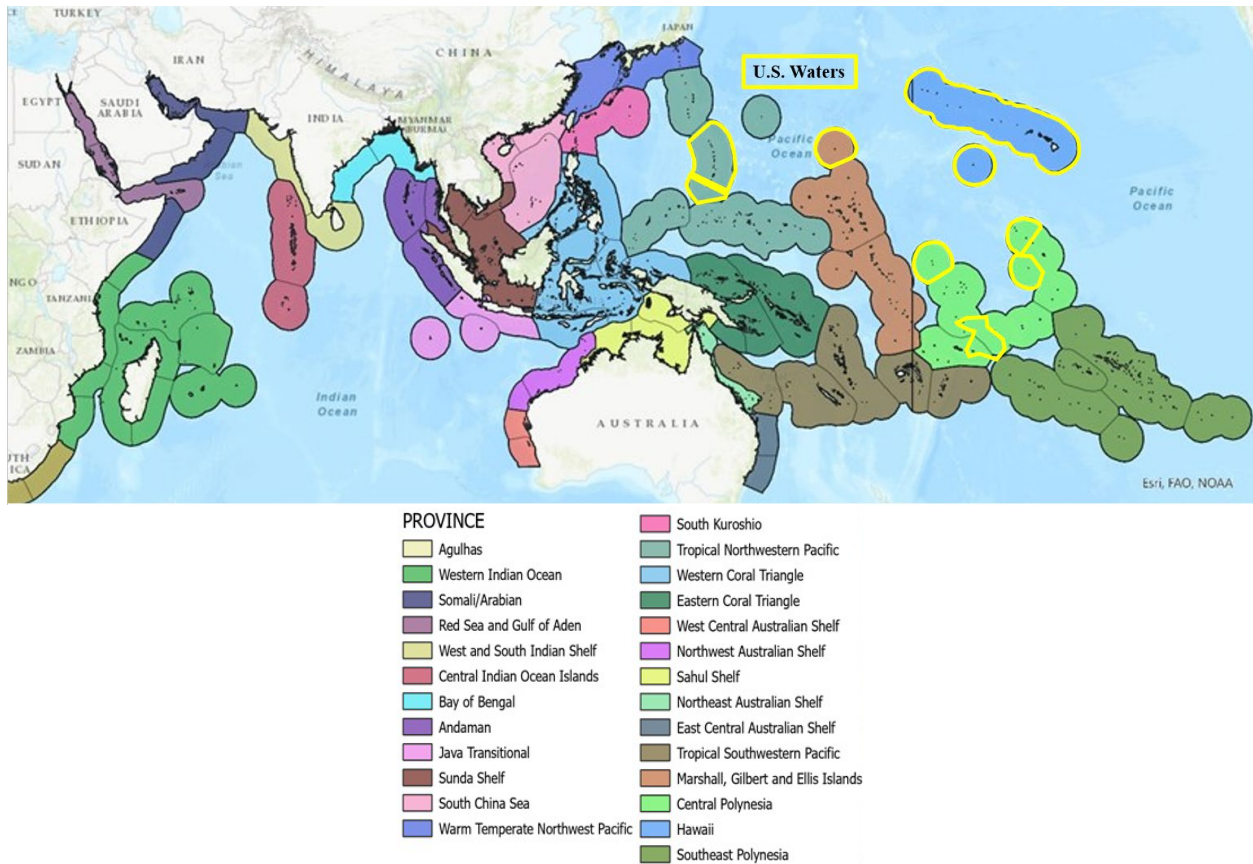 TURKEY
JAPAN
CHINA
IRAN
HIMALAYA
U.S. Waters
EGYPT
SAUDI
ARABIA
INDIA
MYANMAR
(BURMA)
Pacific
Ocean
SUDAN
Sea
Pacific
Ocean
ETHIOPIA
TANZANI
ZAMBIA
Indian
Ocean
AUSTRALIA
Esri, FAO, NOAA
PROVINCE
Agulhas
Western Indian Ocean
Somali/Arabian
Red Sea and Gulf of Aden
West and South Indian Shelf
Central Indian Ocean Islands
Bay of Bengal
Andaman
Java Transitional
Sunda Shelf
South China Sea
Warm Temperate Northwest Pacific
South Kuroshio
Tropical Northwestern Pacific
Western Coral Triangle
Eastern Coral Triangle
West Central Australian Shelf
Northwest Australian Shelf
Sahul Shelf
Northeast Australian Shelf
East Central Australian Shelf
Tropical Southwestern Pacific
Marshall, Gilbert and Ellis Islands
Central Polynesia
Hawaii
Southeast Polynesia